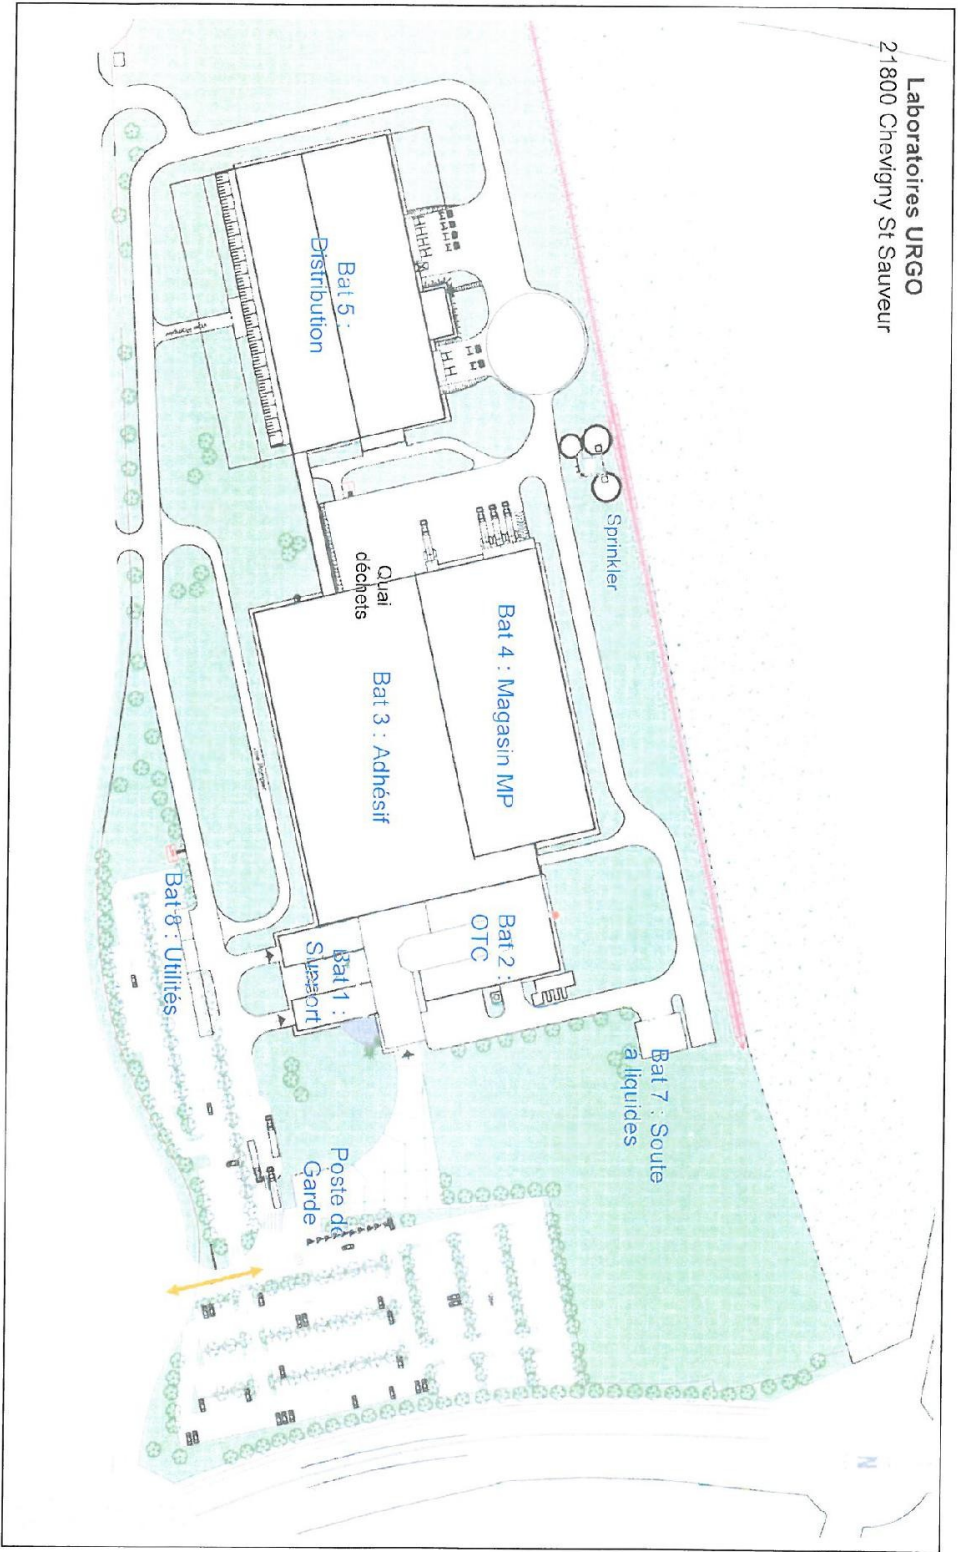 Laboratoires URGO
21800 Chevigny St Sauveur
Sprinkler
Bat 5 :
Distribution
Quai
déchets
Bat 4 : Magasin MP
Bat 3 : Adhésif
Bat 2 :
OTC
Bat 1 :
Support
Bat 8 : Utilités
Bat 7 : Soute
à liquides
Poste de
Garde
N